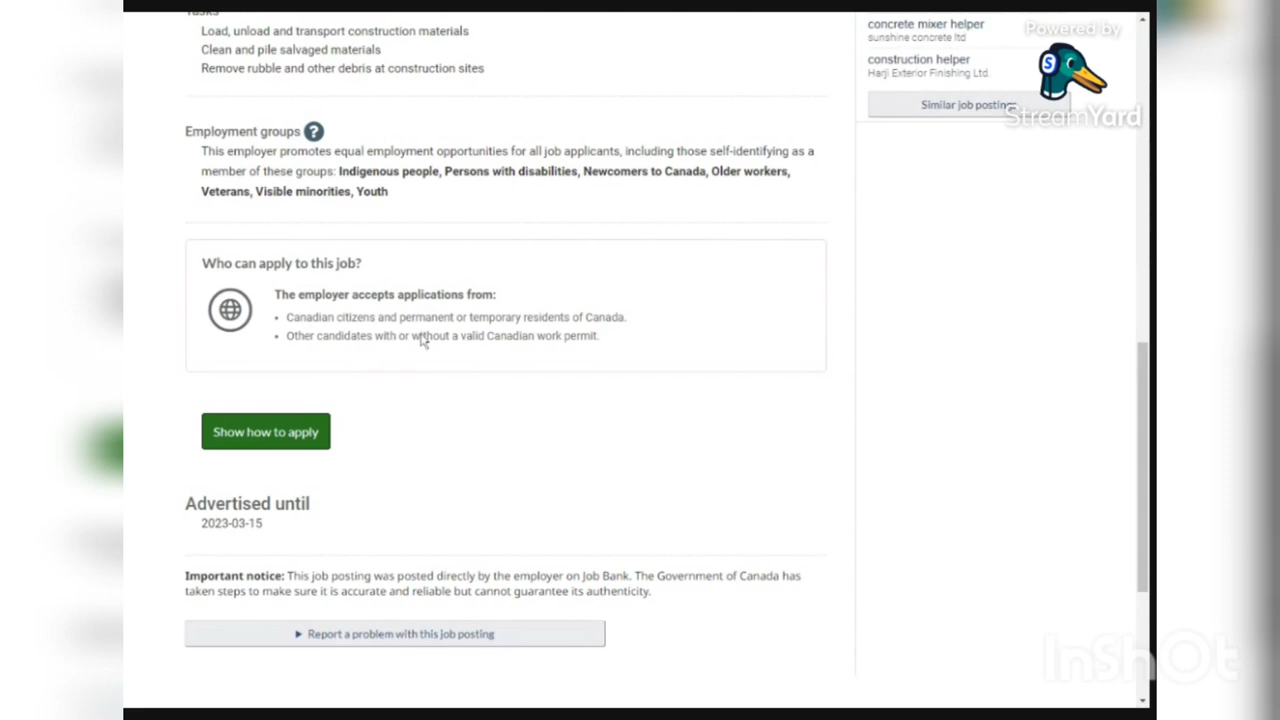 Tasks
Load, unload and transport construction materials
Clean and pile salvaged materials
Remove rubble and other debris at construction sites
Employment groups ?
This employer promotes equal employment opportunities for all job applicants, including those self-identifying as a
member of these groups: Indigenous people, Persons with disabilities, Newcomers to Canada, Older workers,
Veterans, Visible minorities, Youth
Who can apply to this job?
The employer accepts applications from:
• Canadian citizens and permanent or temporary residents of Canada.
• Other candidates with or without a valid Canadian work permit.
Show how to apply
Advertised until
2023-03-15
Important notice: This job posting was posted directly by the employer on Job Bank. The Government of Canada has
taken steps to make sure it is accurate and reliable but cannot guarantee its authenticity.
Report a problem with this job posting
concrete mixer helper
sunshine concrete ltd
construction helper
Harji Exterior Finishing Ltd.
Similar job postings
Powered by
S
StreamYard
InShOt